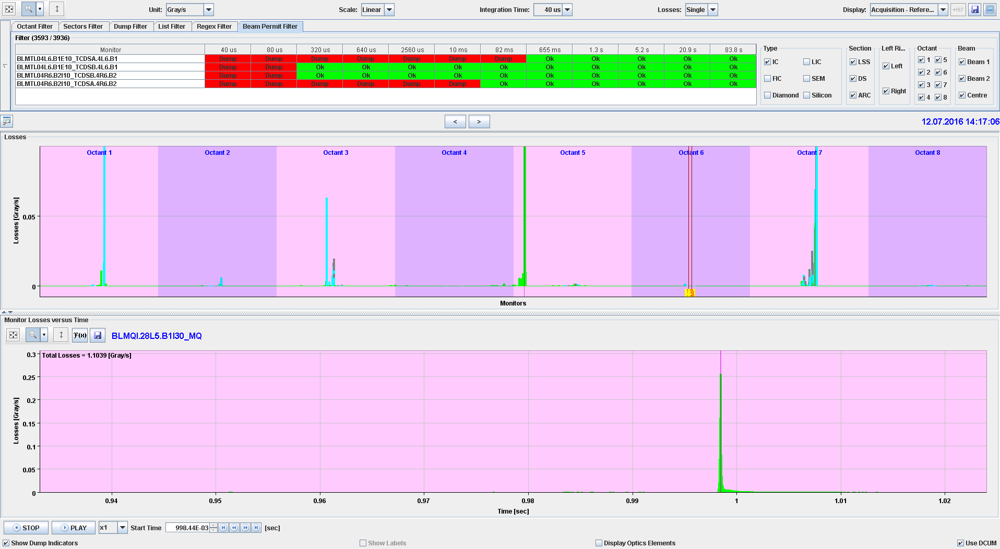 Unit: Gray/s Scale: Linear Integration Time: 40 us Losses: Single Display: Acquisition - Refere... →REF
Octant Filter Sectors Filter Dump Filter List Filter Regex Filter Beam Permit Filter
Filter (3593 / 3936)
Monitor 40 us 80 us 320 us 640 us 2560 us 10 ms 82 ms 655 ms 1.3 s 5.2 s 20.9 s 83.8 s
BLMTI.04L6.B1E10_TCDSA.4L6.B1 Dump Dump Dump Dump Dump Dump Dump Ok Ok Ok Ok Ok
BLMTI.04L6.B1E10_TCDSB.4L6.B1 Dump Dump Ok Ok Ok Ok Ok Ok Ok Ok Ok Ok
BLMTI.04R6.B2I10_TCDSB.4R6.B2 Dump Dump Ok Ok Ok Ok Ok Ok Ok Ok Ok Ok
BLMTI.04R6.B2I10_TCDSA.4R6.B2 Dump Dump Dump Dump Dump Dump Ok Ok Ok Ok Ok Ok
Type Section Left Ri... Octant Beam
IC LIC LSS Left 1 5 Beam 1
2 6
FIC SEM DS Beam 2
3 7
Diamond Silicon ARC Right 4 8 Centre
< > 12.07.2016 14:17:06
Losses
Octant 1 Octant 2 Octant 3 Octant 4 Octant 5 Octant 6 Octant 7 Octant 8
Losses [Gray/s]
0.05
0
MP
Monitors
Monitor Losses versus Time
F(x) BLMQI.28L5.B1I30_MQ
Total Losses = 1.1039 [Gray/s]
Losses [Gray/s]
0.3
0.25
0.2
0.15
0.1
0.05
0
0.94 0.95 0.96 0.97 0.98 0.99 1 1.01 1.02
Time [sec]
STOP PLAY x1 Start Time 998.44E-03 [sec]
Show Dump Indicators Show Labels Display Optics Elements Use DCUM